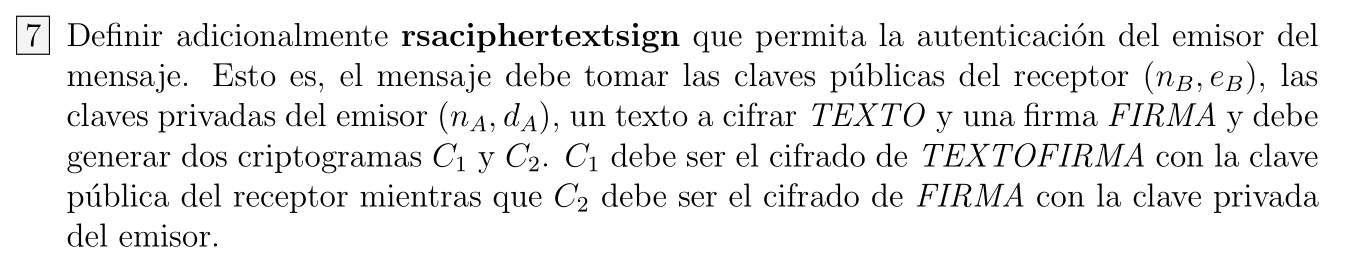 7 Definir adicionalmente rsaciphertextsign que permita la autenticación del emisor del
mensaje. Esto es, el mensaje debe tomar las claves públicas del receptor (n_B, e_B), las
claves privadas del emisor (n_A, d_A), un texto a cifrar TEXTO y una firma FIRMA y debe
generar dos criptogramas C_1 y C_2. C_1 debe ser el cifrado de TEXTOFIRMA con la clave
pública del receptor mientras que C_2 debe ser el cifrado de FIRMA con la clave privada
del emisor.